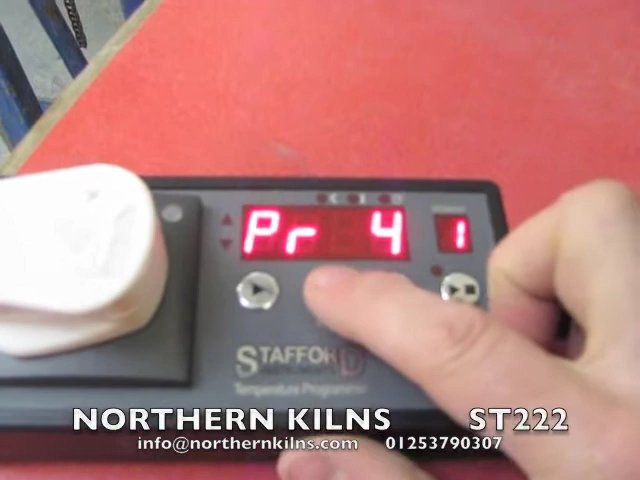 Pr 4 1
STAFFORD
Temperature Programmer
NORTHERN KILNS ST222
info@northernkilns.com 01253790307